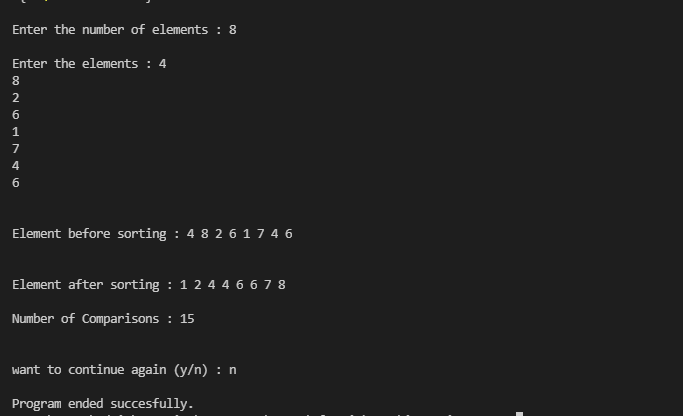 Enter the number of elements : 8
Enter the elements : 4
8
2
6
1
7
4
6
Element before sorting : 4 8 2 6 1 7 4 6
Element after sorting : 1 2 4 4 6 6 7 8
Number of Comparisons : 15
want to continue again (y/n) : n
Program ended succesfully.